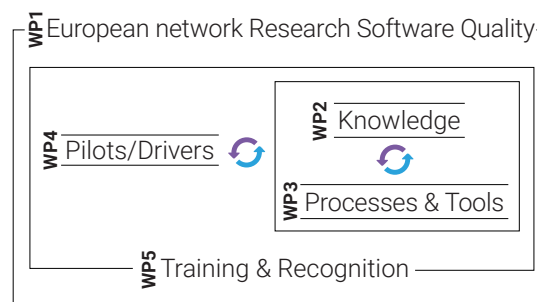 WP1 European network Research Software Quality
WP2 Knowledge
WP4 Pilots/Drivers
WP3 Processes & Tools
WP5 Training & Recognition